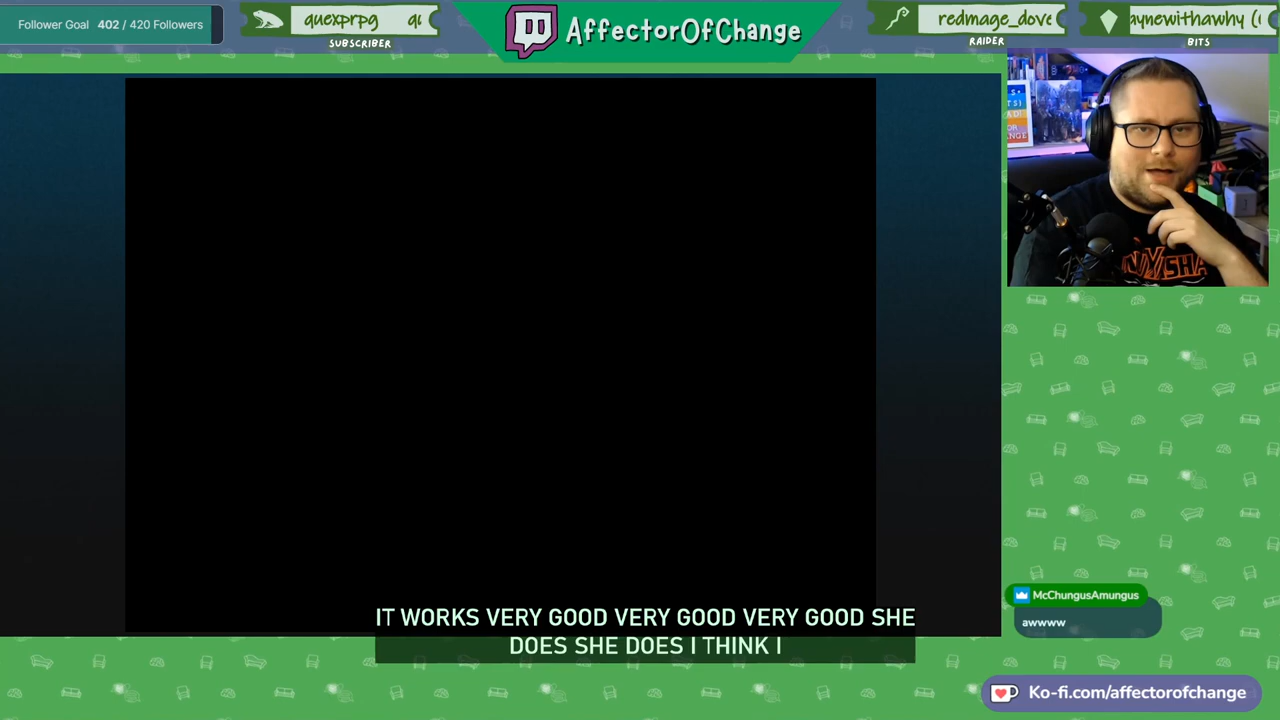 Follower Goal 402 / 420 Followers
quexprpg
SUBSCRIBER
AffectorOfChange
redmage_dove
RAIDER
aynewithawhy
BITS
IT WORKS VERY GOOD VERY GOOD VERY GOOD SHE
DOES SHE DOES I THINK I
McChungusAmungus
awwww
Ko-fi.com/affectorofchange